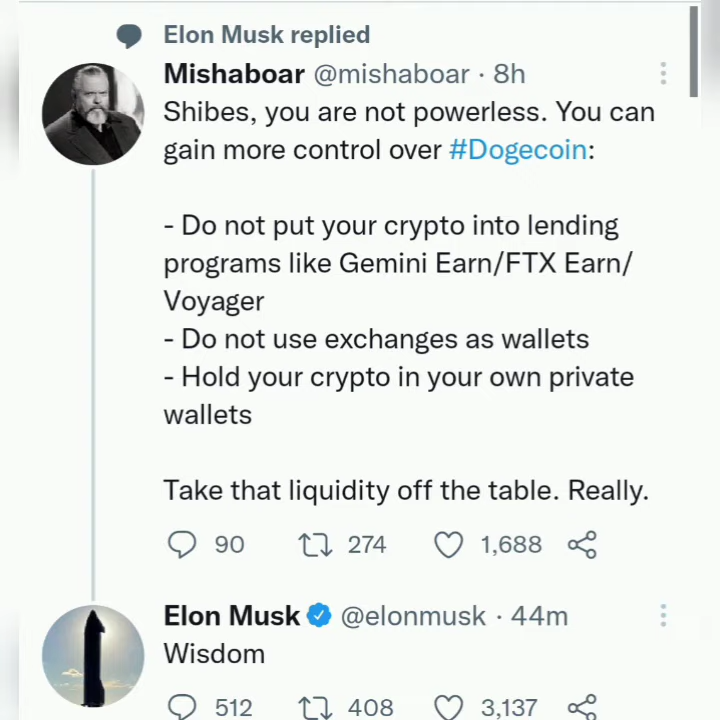 Elon Musk replied
Mishaboar @mishaboar · 8h
Shibes, you are not powerless. You can
gain more control over #Dogecoin:
- Do not put your crypto into lending
programs like Gemini Earn/FTX Earn/
Voyager
- Do not use exchanges as wallets
- Hold your crypto in your own private
wallets
Take that liquidity off the table. Really.
90 274 1,688
Elon Musk @elonmusk · 44m
Wisdom
512 408 3,137